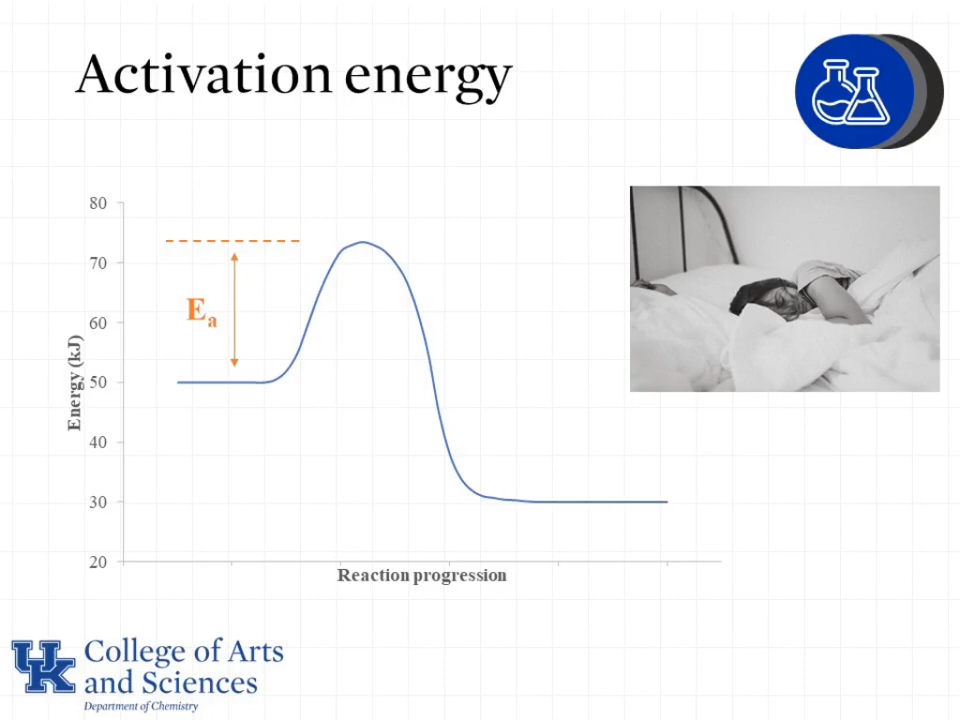 Activation energy
80
70
60
50
40
30
20
Energy (kJ)
Ea
Reaction progression
UK
College of Arts
and Sciences
Department of Chemistry